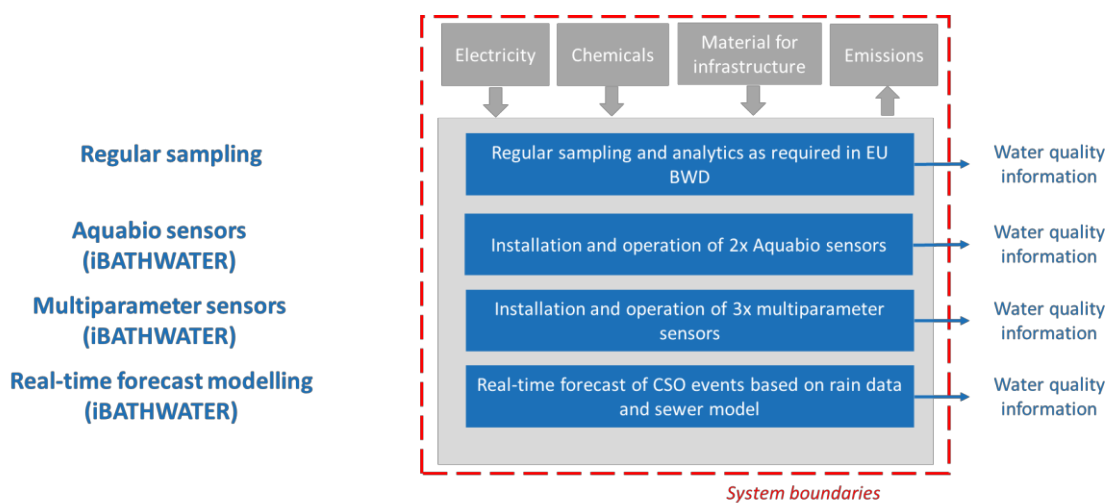 Electricity
Chemicals
Material for
infrastructure
Emissions
Regular sampling
Regular sampling and analytics as required in EU
BWD
Water quality
information
Aquabio sensors
(iBATHWATER)
Installation and operation of 2x Aquabio sensors
Water quality
information
Multiparameter sensors
(iBATHWATER)
Installation and operation of 3x multiparameter
sensors
Water quality
information
Real-time forecast modelling
(iBATHWATER)
Real-time forecast of CSO events based on rain data
and sewer model
Water quality
information
System boundaries